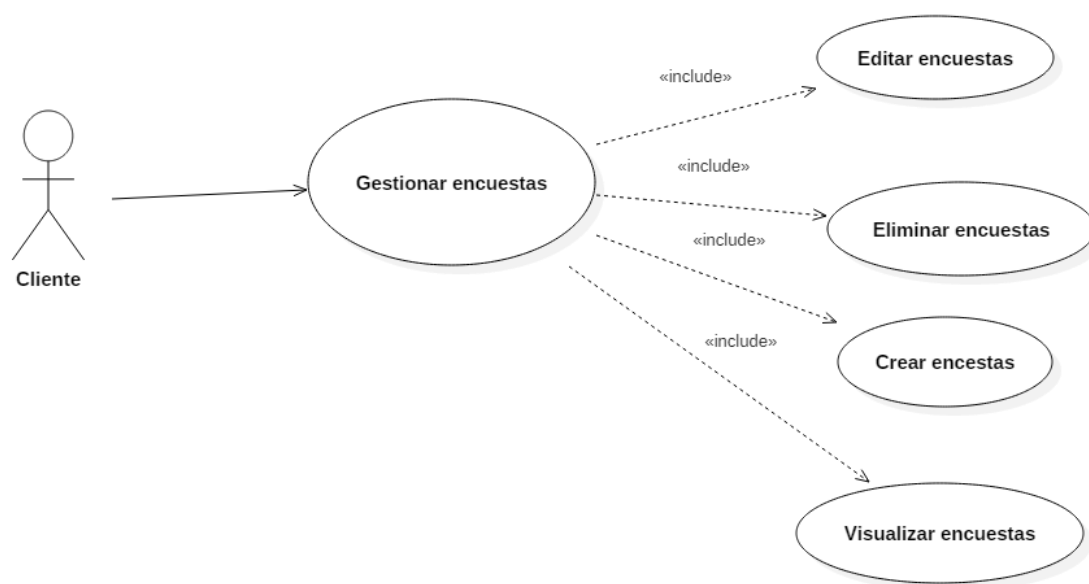 Editar encuestas
«include»
Gestionar encuestas
«include»
Eliminar encuestas
«include»
Cliente
«include»
Crear encestas
Visualizar encuestas